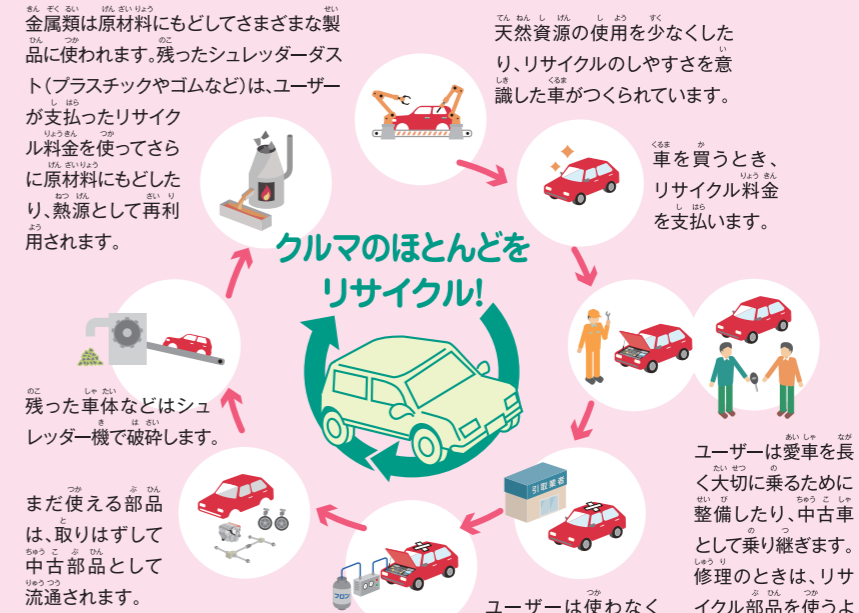 天然資源の使用を少なくした
り、リサイクルのしやすさを意
識した車がつくられています。
車を買うとき、
リサイクル料金
を支払います。
ユーザーは愛車を長
く大切に乗るために
整備したり、中古車
として乗り継ぎます。
修理のときは、リサ
イクル部品を使うよ
引取業者
ユーザーは使わなく
フロン
まだ使える部品
は、取りはずして
中古部品として
流通されます。
残った車体などはシュ
レッダー機で破砕します。
金属類は原材料にもどしてさまざまな製
品に使われます。残ったシュレッダーダス
ト(プラスチックやゴムなど)は、ユーザー
が支払ったリサイク
ル料金を使ってさら
に原材料にもどした
り、熱源として再利
用されます。
クルマのほとんどを
リサイクル!